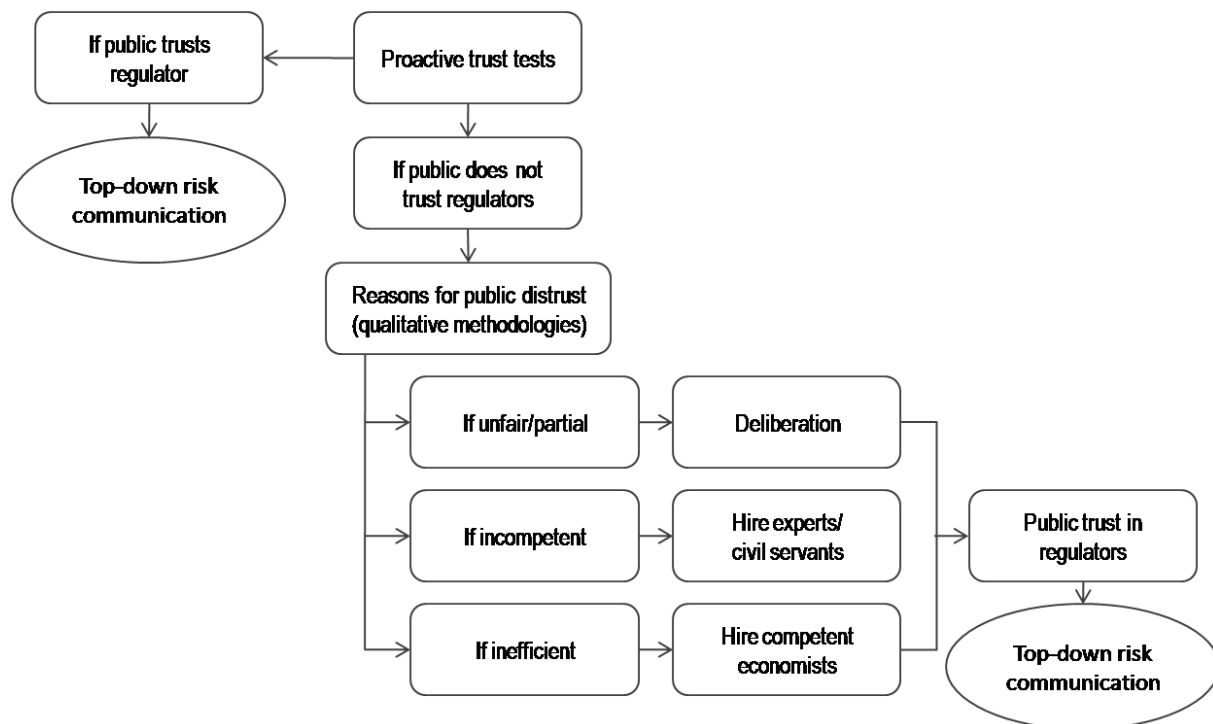 If public trusts
regulator
Proactive trust tests
Top-down risk
communication
If public does not
trust regulators
Reasons for public distrust
(qualitative methodologies)
If unfair/partial
Deliberation
If incompetent
Hire experts/
civil servants
Public trust in
regulators
If inefficient
Hire competent
economists
Top-down risk
communication